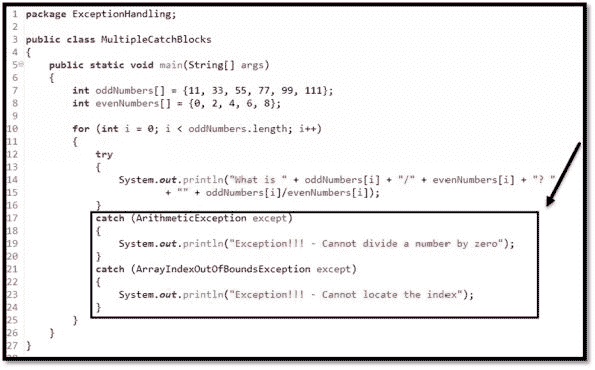 1 package ExceptionHandling;
2
3 public class MultipleCatchBlocks
4 {
5 public static void main(String[] args)
6 {
7 int oddNumbers[] = {11, 33, 55, 77, 99, 111};
8 int evenNumbers[] = {0, 2, 4, 6, 8};
9
10 for (int i = 0; i < oddNumbers.length; i++)
11 {
12 try
13 {
14 System.out.println("What is " + oddNumbers[i] + "/" + evenNumbers[i] + "? "
15 + "" + oddNumbers[i]/evenNumbers[i]);
16 }
17 catch (ArithmeticException except)
18 {
19 System.out.println("Exception!!! - Cannot divide a number by zero");
20 }
21 catch (ArrayIndexOutOfBoundsException except)
22 {
23 System.out.println("Exception!!! - Cannot locate the index");
24 }
25 }
26 }
27 }